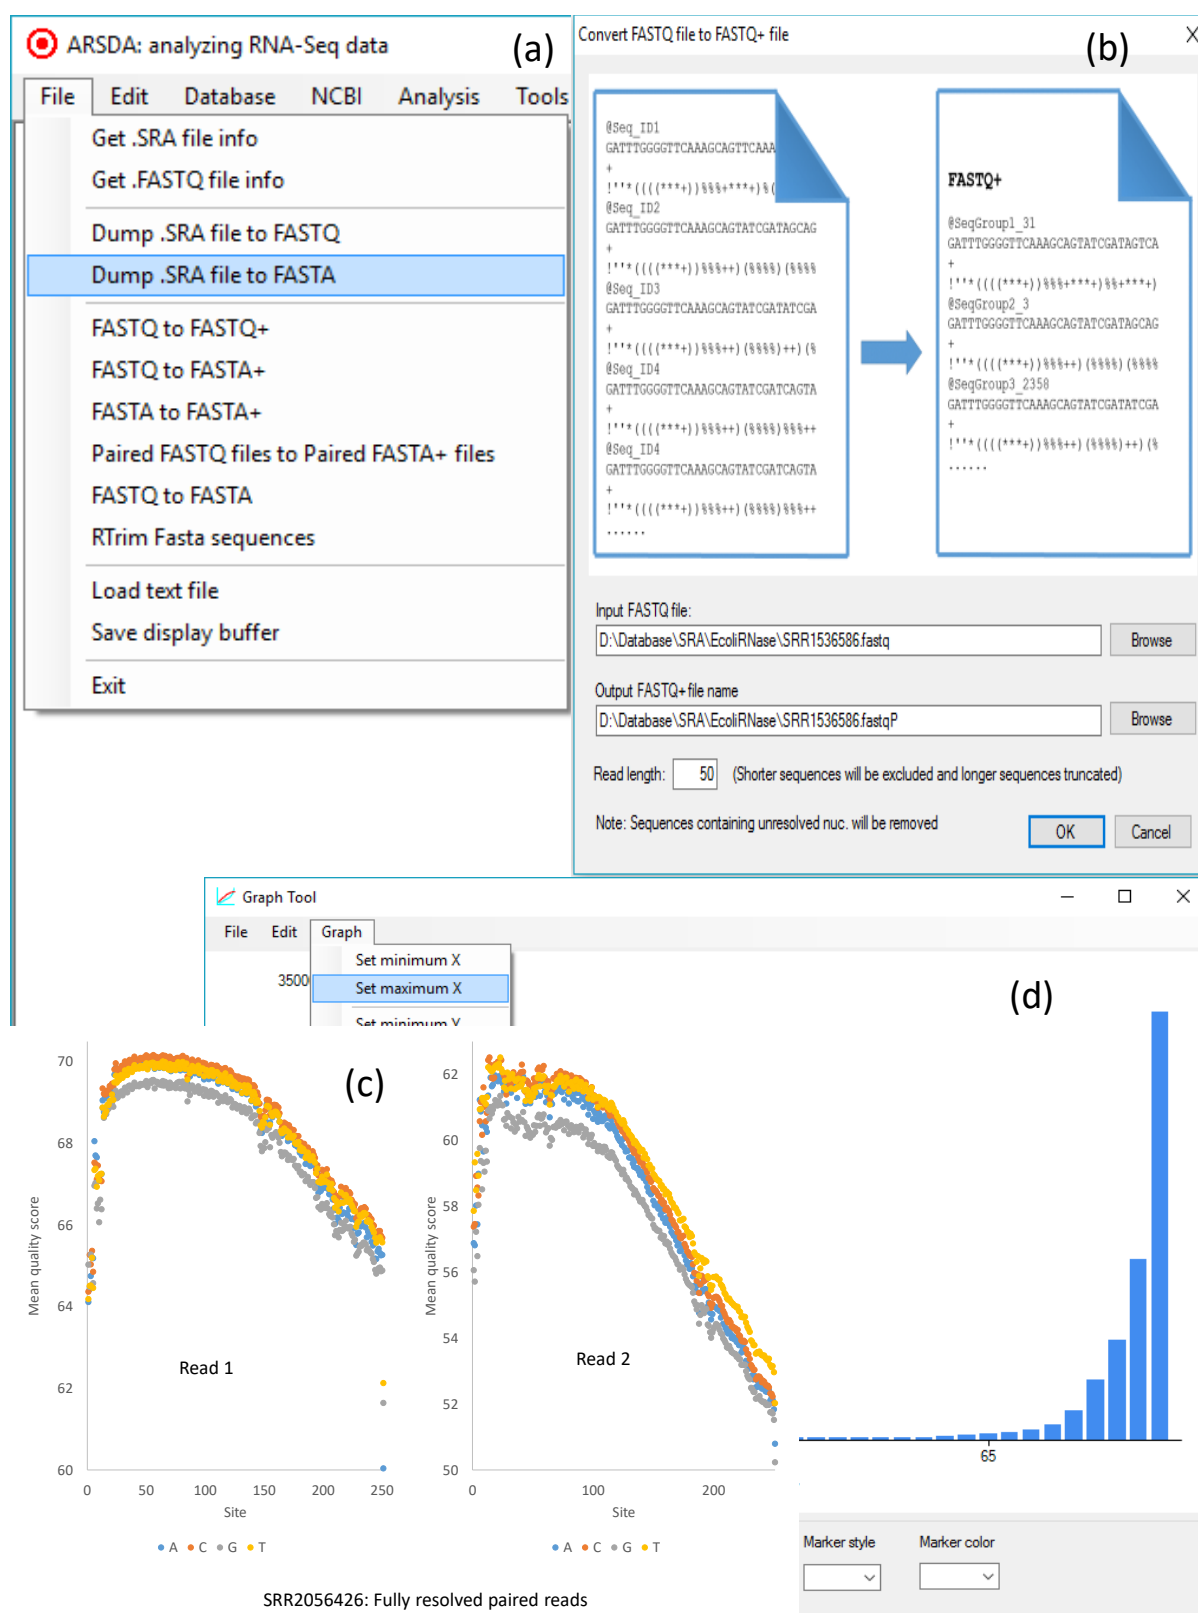 ARSDA: analyzing RNA-Seq data
(a)
File Edit Database NCBI Analysis Tools
Get .SRA file info
Get .FASTQ file info
Dump .SRA file to FASTQ
Dump .SRA file to FASTA
FASTQ to FASTQ+
FASTQ to FASTA+
FASTA to FASTA+
Paired FASTQ files to Paired FASTA+ files
FASTQ to FASTA
RTrim Fasta sequences
Load text file
Save display buffer
Exit
Convert FASTQ file to FASTQ+ file
(b)
@Seq_ID1
GATTTGGGGTTCAAAGCAGTTCAAA
+
!''*((((***+))%%%+***+)%(
@Seq_ID2
GATTTGGGGTTCAAAGCAGTATCGATAGCAG
+
!''*((((***+))%%%++)(%%%%)(%%%%
@Seq_ID3
GATTTGGGGTTCAAAGCAGTATCGATATCGA
+
!''*((((***+))%%%++)(%%%%)++)(%
@Seq_ID4
GATTTGGGGTTCAAAGCAGTATCGATCAGTA
+
!''*((((***+))%%%++)(%%%%)%%%++
@Seq_ID4
GATTTGGGGTTCAAAGCAGTATCGATCAGTA
+
!''*((((***+))%%%++)(%%%%)%%%++
......
FASTQ+
@SeqGroup1_31
GATTTGGGGTTCAAAGCAGTATCGATAGTCA
+
!''*((((***+))%%%+***+)%%+***+)
@SeqGroup2_3
GATTTGGGGTTCAAAGCAGTATCGATAGCAG
+
!''*((((***+))%%%++)(%%%%)(%%%%
@SeqGroup3_2358
GATTTGGGGTTCAAAGCAGTATCGATATCGA
+
!''*((((***+))%%%++)(%%%%)++)(%
......
Input FASTQ file:
D:\Database\SRA\EcoliRNase\SRR1536586.fastq Browse
Output FASTQ+ file name
D:\Database\SRA\EcoliRNase\SRR1536586.fastqP Browse
Read length: 50 (Shorter sequences will be excluded and longer sequences truncated)
Note: Sequences containing unresolved nuc. will be removed
OK Cancel
Graph Tool
File Edit Graph
Set minimum X
3500
Set maximum X
Set minimum Y
(d)
65
Marker style Marker color
(c)
Mean quality score
70
68
66
64
62
60
0 50 100 150 200 250
Site
Read 1
A C G T
Mean quality score
62
60
58
56
54
52
50
0 100 200
Site
Read 2
A C G T
SRR2056426: Fully resolved paired reads